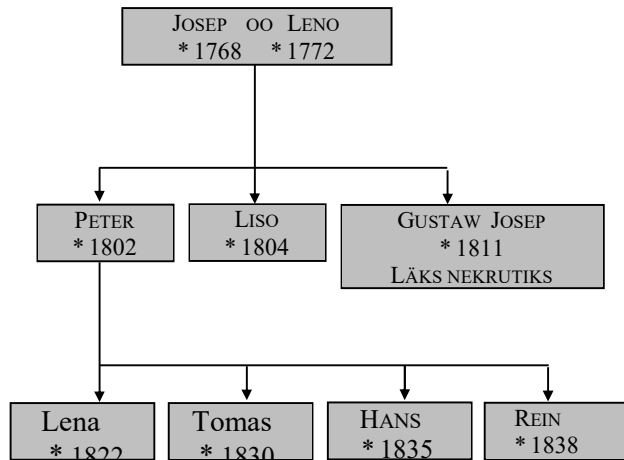 JOSEP oo LENO
* 1768 * 1772
PETER
* 1802
LISO
* 1804
GUSTAW JOSEP
* 1811
LÄKS NEKRUTIKS
Lena
* 1822
Tomas
* 1830
HANS
* 1835
REIN
* 1838